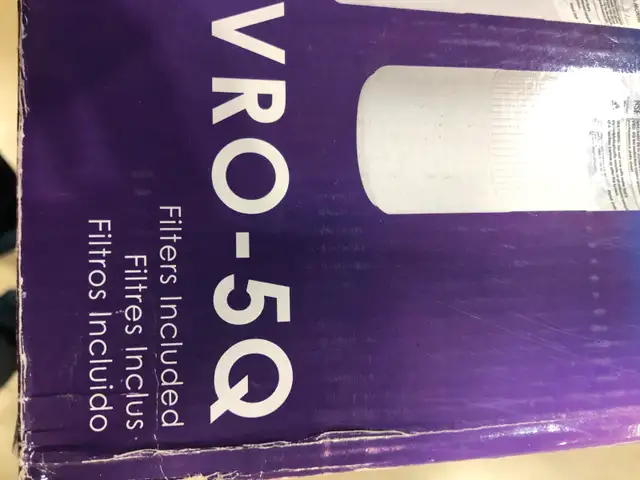 VRO-5Q
Filters Included
Filtres Inclus
Filtros Incluido